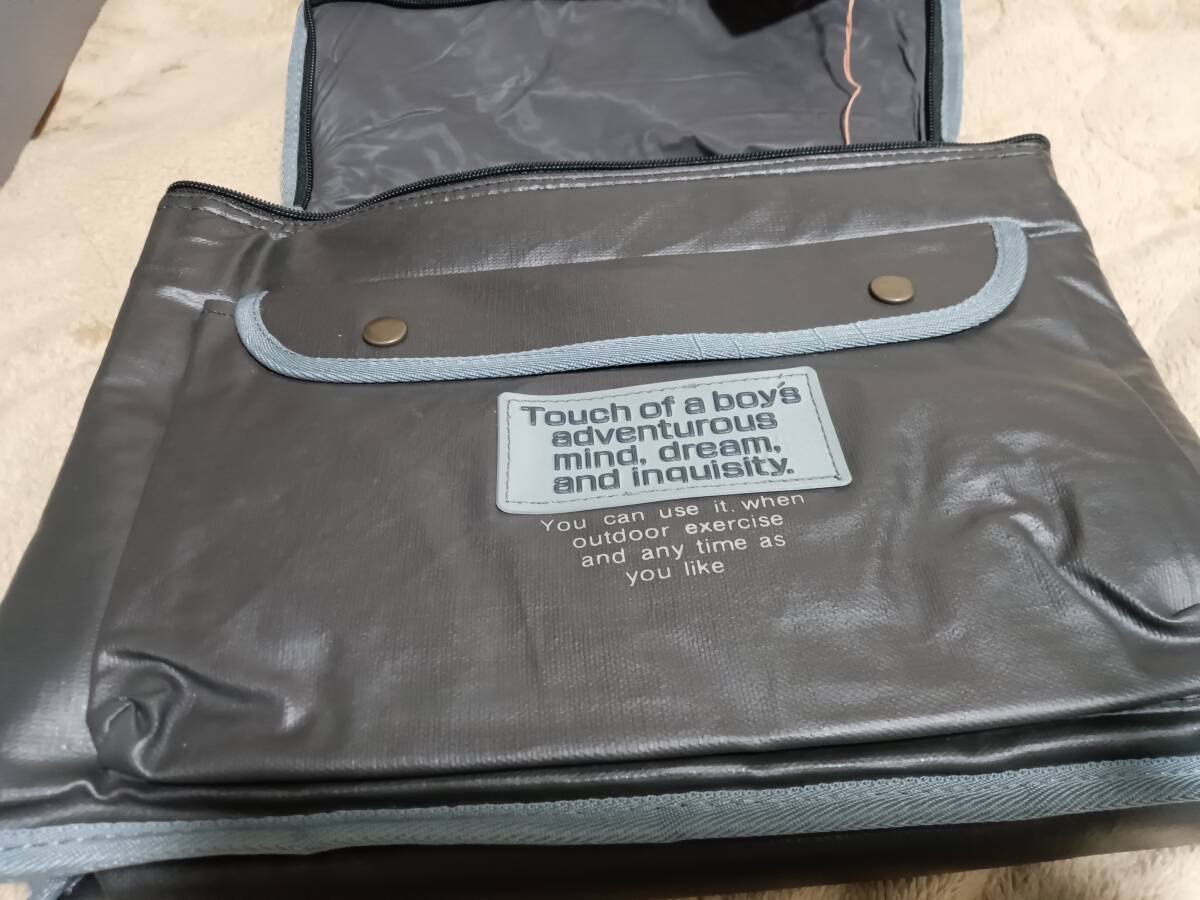 Touch of a boy's
adventurous
mind, dream,
and inquisity.
You can use it. when
outdoor exercise
and any time as
you like